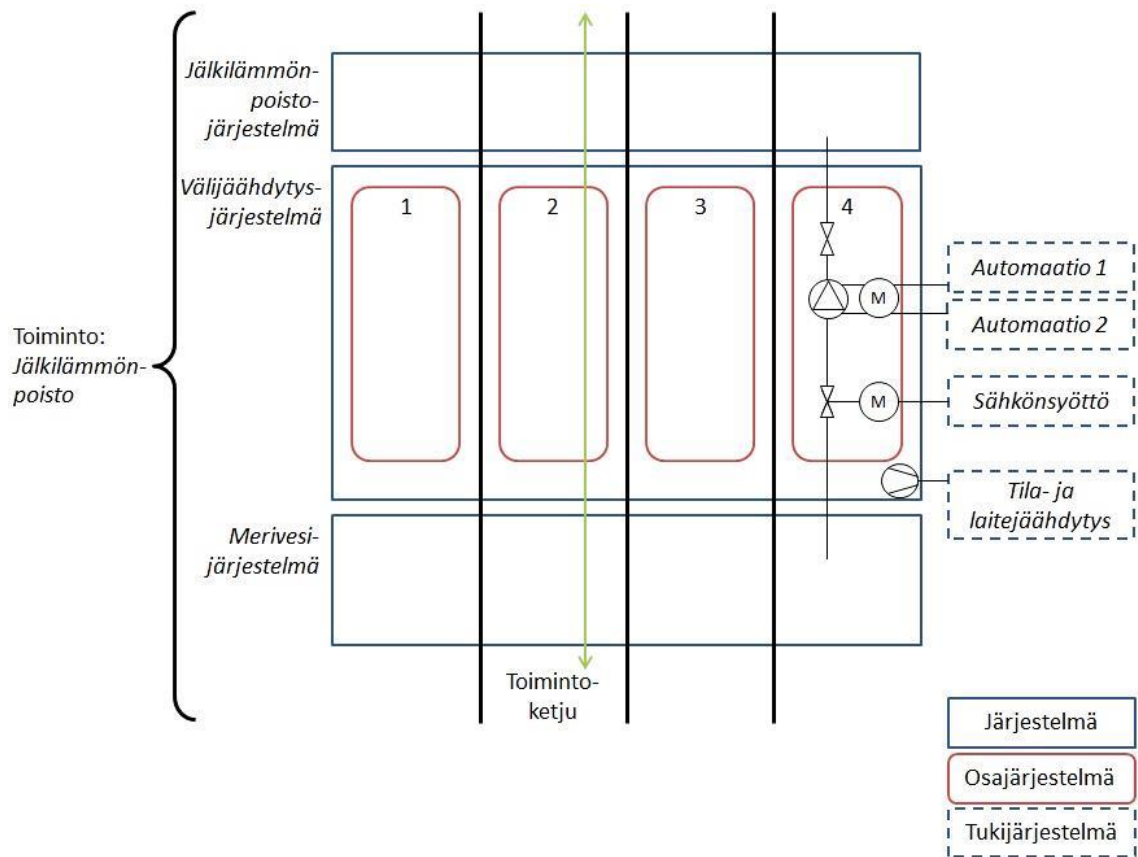 Jälkilämmön-
poisto-
järjestelmä
Välijäähdytys-
järjestelmä
1
2
3
4
M
Automaatio 1
Automaatio 2
M
Sähkönsyöttö
Toiminto:
Jälkilämmön-
poisto
Tila- ja
laitejäähdytys
Merivesi-
järjestelmä
Toiminto-
ketju
Järjestelmä
Osajärjestelmä
Tukijärjestelmä